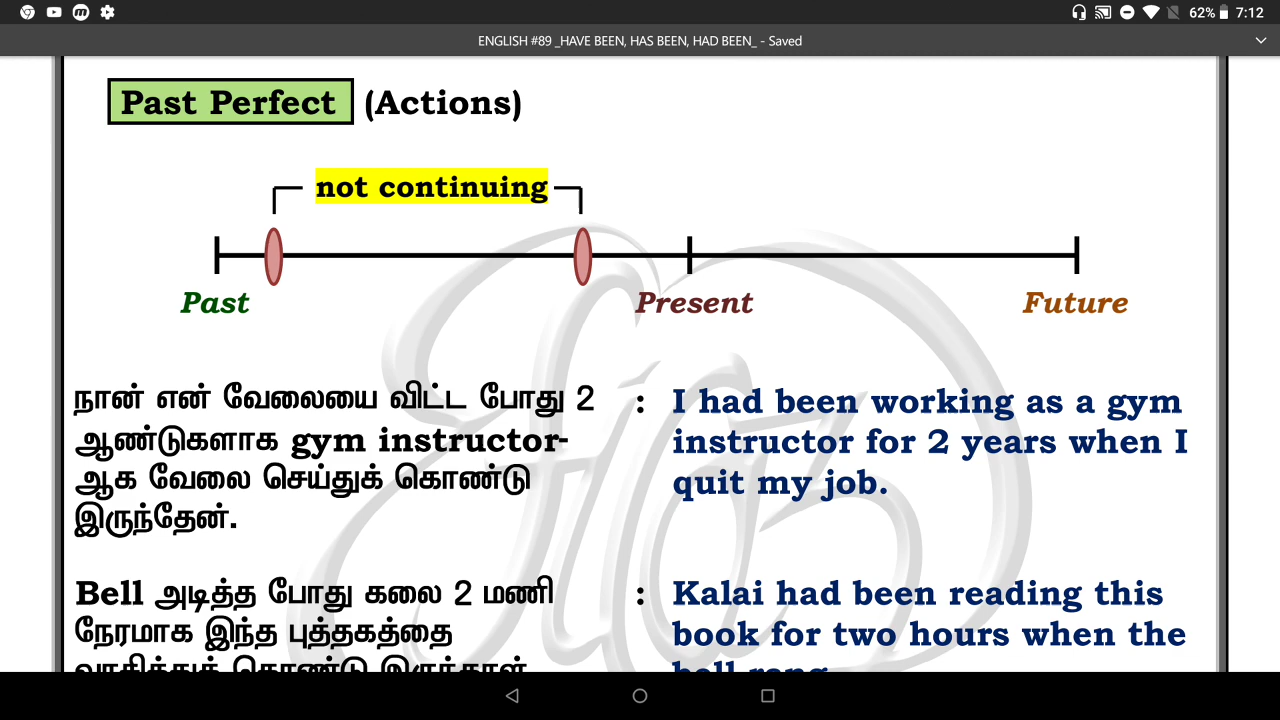 62% 7:12
ENGLISH #89 _HAVE BEEN, HAS BEEN, HAD BEEN_ - Saved
Past Perfect (Actions)
not continuing
Past Present Future
நான் என் வேலையை விட்ட போது 2
ஆண்டுகளாக gym instructor-
ஆக வேலை செய்துக் கொண்டு
இருந்தேன்.
: I had been working as a gym
instructor for 2 years when I
quit my job.
Bell அடித்த போது கலை 2 மணி
நேரமாக இந்த புத்தகத்தை
வாசித்துக் கொண்டு இருந்தாள்
: Kalai had been reading this
book for two hours when the
bell rang